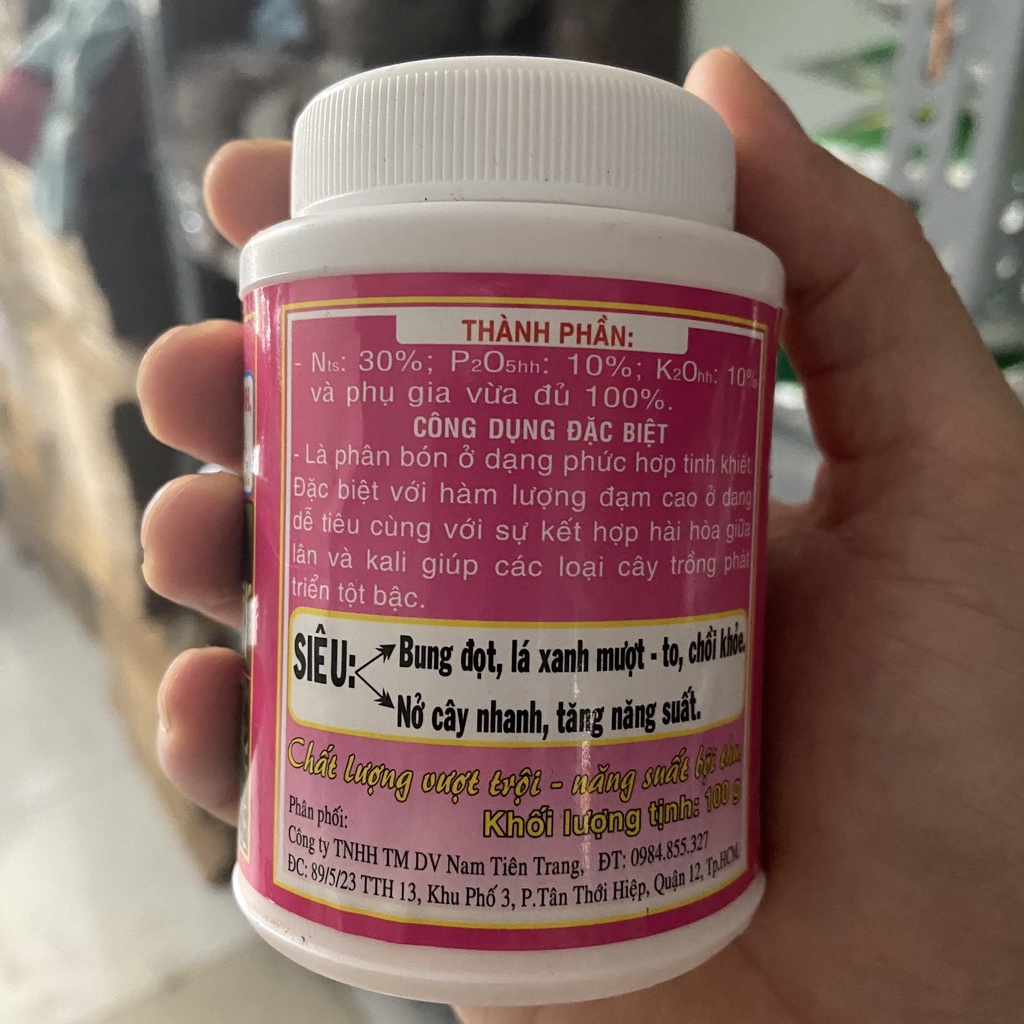 THÀNH PHẦN:
- Nts: 30%; P2O5hh: 10%; K2Ohh: 10%
và phụ gia vừa đủ 100%.
CÔNG DỤNG ĐẶC BIỆT
- Là phân bón ở dạng phức hơp tinh khiết.
Đặc biệt với hàm lượng đạm cao ở dạng
dễ tiêu cùng với sự kết hợp hài hòa giữa
lân và kali giúp các loại cây trồng phát
triển tột bậc.
SIÊU:
Bung đọt, lá xanh mượt - to, chồi khỏe.
Nở cây nhanh, tăng năng suất.
Chất lượng vượt trội - năng suất bội thu.
Khối lượng tịnh: 100 g
Phân phối:
Công ty TNHH TM DV Nam Tiên Trang, ĐT: 0984.855.327
ĐC: 89/5/23 TTH 13, Khu Phố 3, P.Tân Thới Hiệp, Quận 12, Tp.HCM.